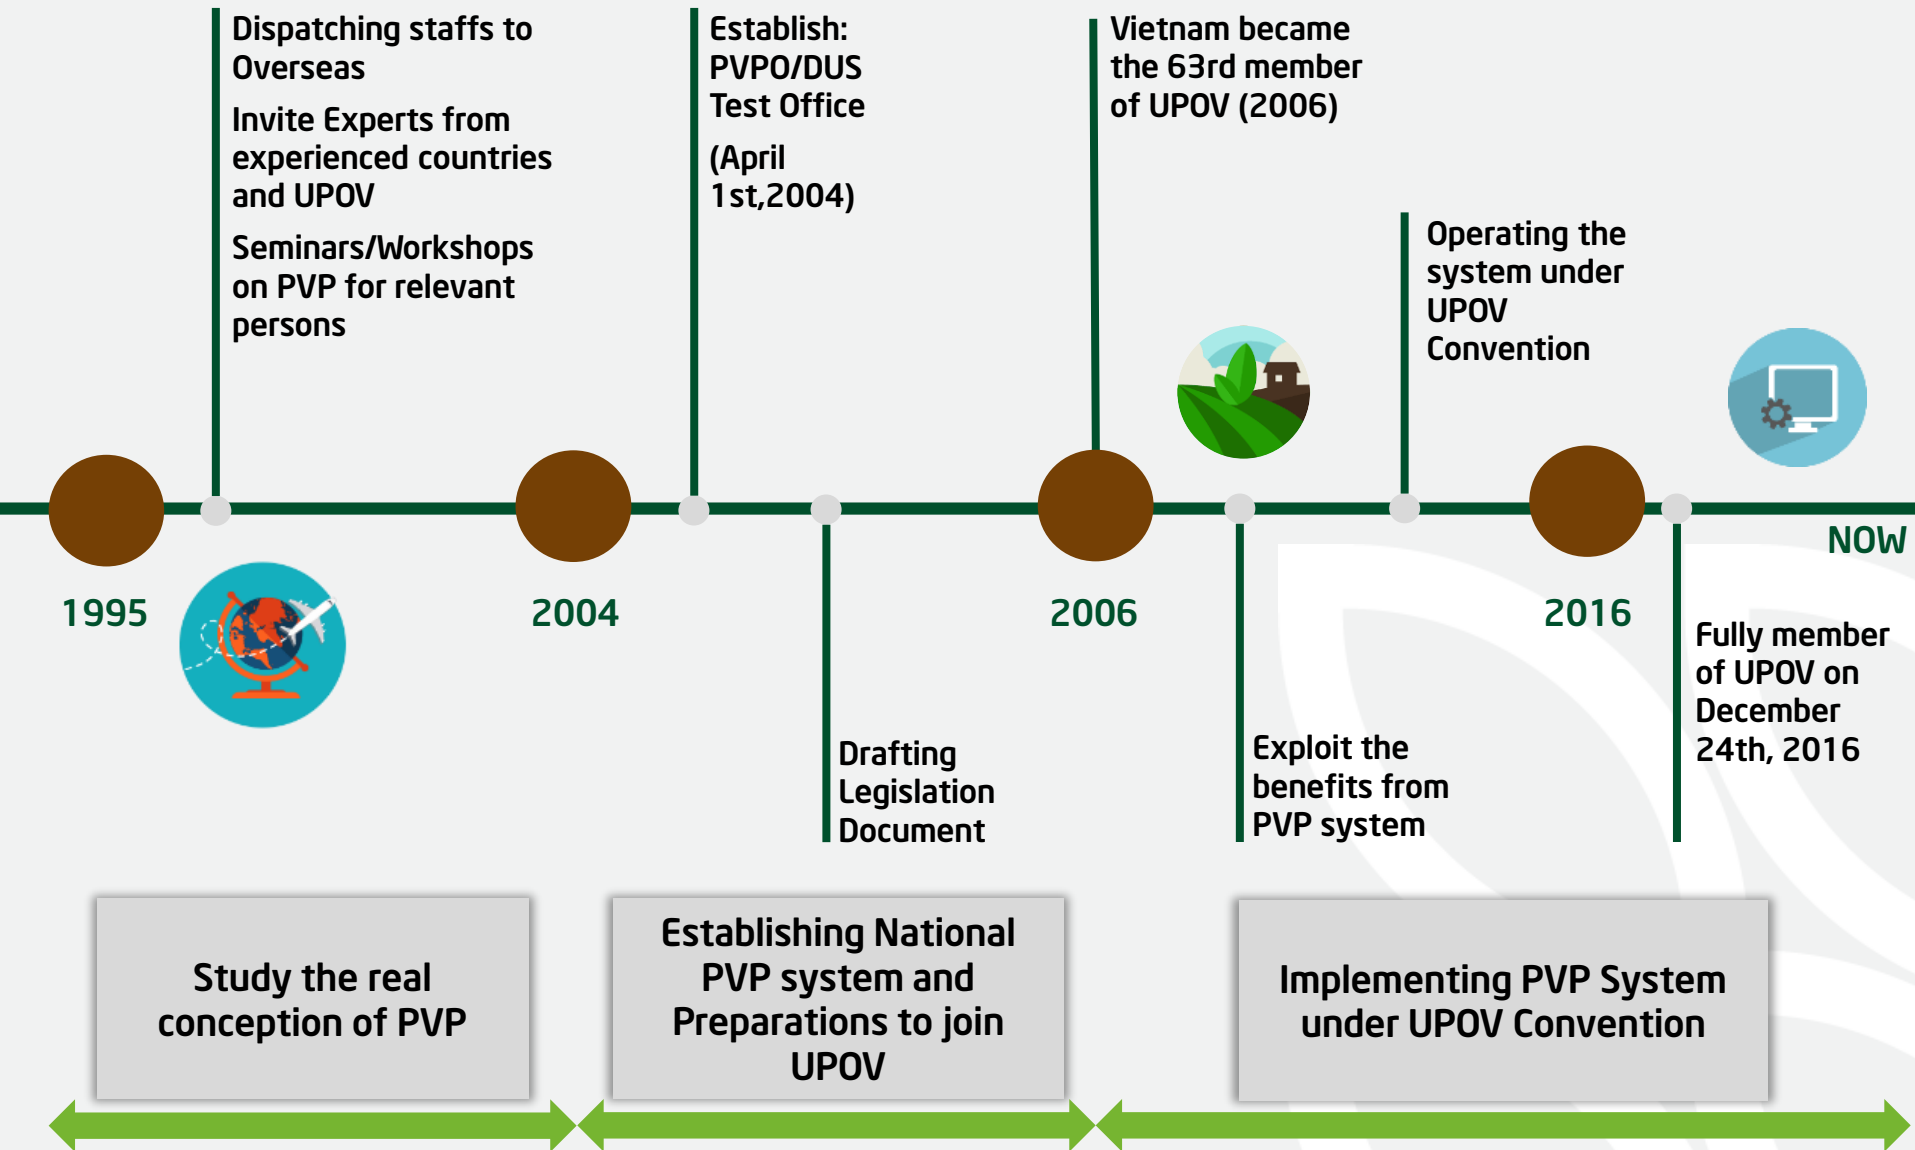 Dispatching staffs to
Overseas
Invite Experts from
experienced countries
and UPOV
Seminars/Workshops
on PVP for relevant
persons
Establish:
PVPO/DUS
Test Office
(April
1st,2004)
Vietnam became
the 63rd member
of UPOV (2006)
Operating the
system under
UPOV
Convention
NOW
1995
2004
2006
2016
Drafting
Legislation
Document
Exploit the
benefits from
PVP system
Fully member
of UPOV on
December
24th, 2016
Study the real
conception of PVP
Establishing National
PVP system and
Preparations to join
UPOV
Implementing PVP System
under UPOV Convention